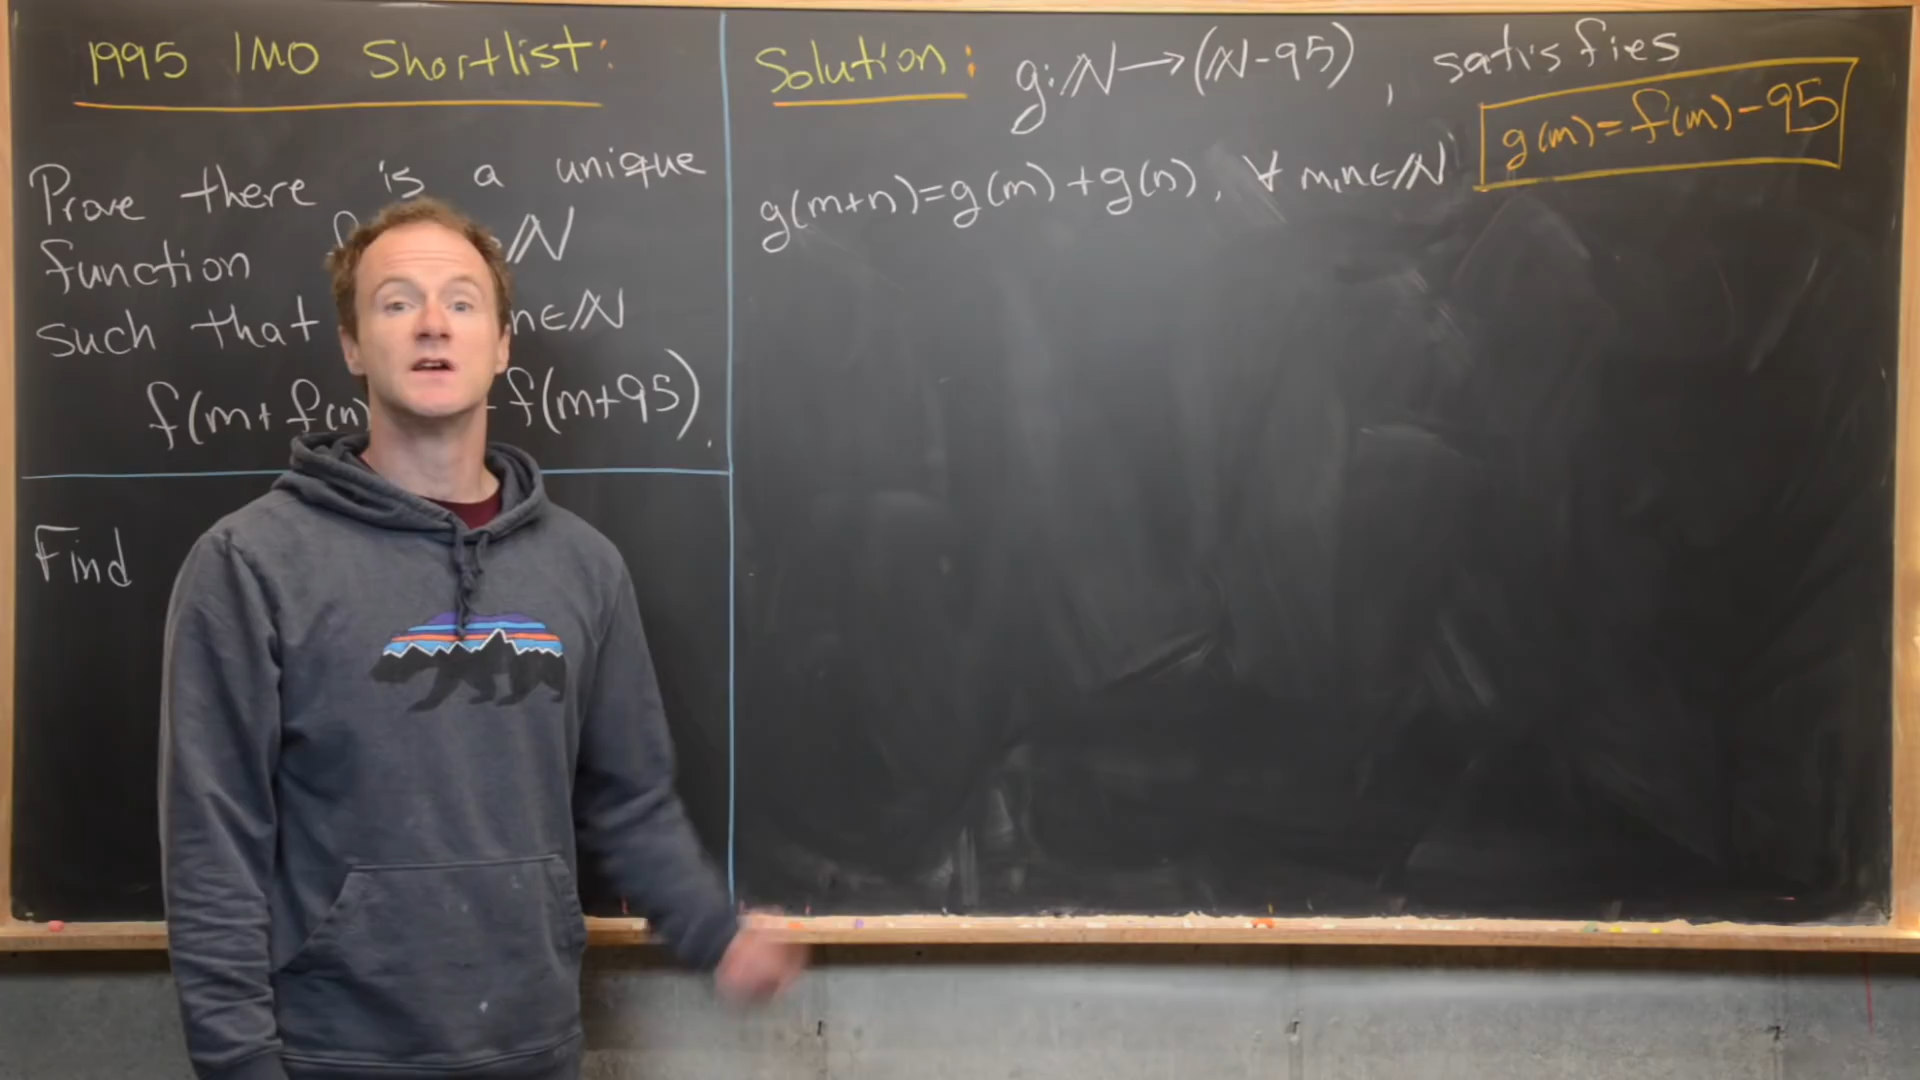 1995 IMO Shortlist:
Prove there is a unique
function f ℕ
such that n∈ℕ
f(m+f(n) f(m+95).
Find
Solution: g:ℕ→(ℕ-95), satisfies
g(m)=f(m)-95
g(m+n)=g(m)+g(n), ∀ m,n∈ℕ